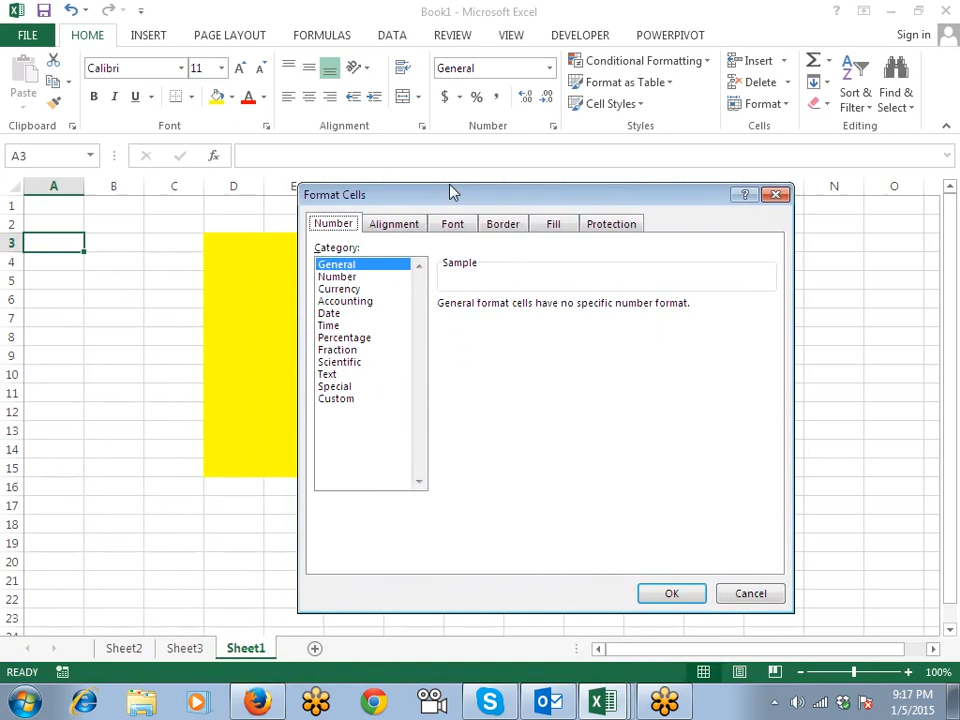 Book1 - Microsoft Excel
FILE HOME INSERT PAGE LAYOUT FORMULAS DATA REVIEW VIEW DEVELOPER POWERPIVOT Sign in
Paste
Calibri 11
B I U A
General
$ % ,
Conditional Formatting
Format as Table
Cell Styles
Insert
Delete
Format
Sort & Filter
Find & Select
Clipboard Font Alignment Number Styles Cells Editing
A3 fx
A B C D E N O
1
2
3
4
5
6
7
8
9
10
11
12
13
14
15
16
17
18
19
20
21
22
23
Format Cells
Number Alignment Font Border Fill Protection
Category:
General
Number
Currency
Accounting
Date
Time
Percentage
Fraction
Scientific
Text
Special
Custom
Sample
General format cells have no specific number format.
OK Cancel
Sheet2 Sheet3 Sheet1
READY 100%
9:17 PM
1/5/2015